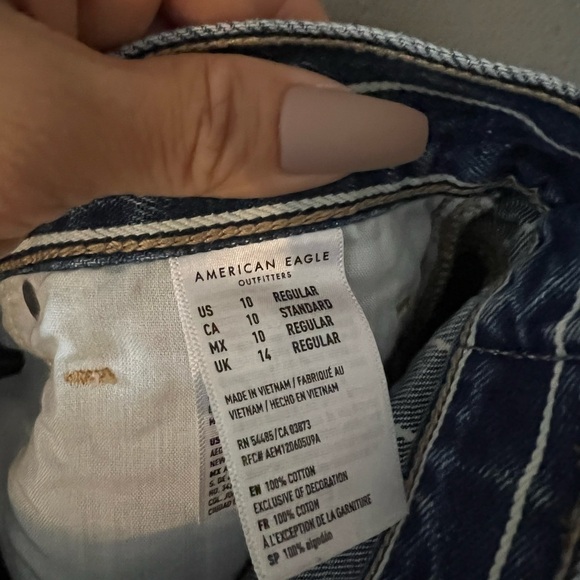 AMERICAN EAGLE
OUTFITTERS
US 10 REGULAR
CA 10 STANDARD
MX 10 REGULAR
UK 14 REGULAR
MADE IN VIETNAM / FABRIQUÉ AU
VIETNAM / HECHO EN VIETNAM
RN 54485/CA 03873
RFC# AEM120605U9A
EN 100% COTTON
EXCLUSIVE OF DECORATION
FR 100% COTON
À L'EXCEPTION DE LA GARNITURE
SP 100% algodón